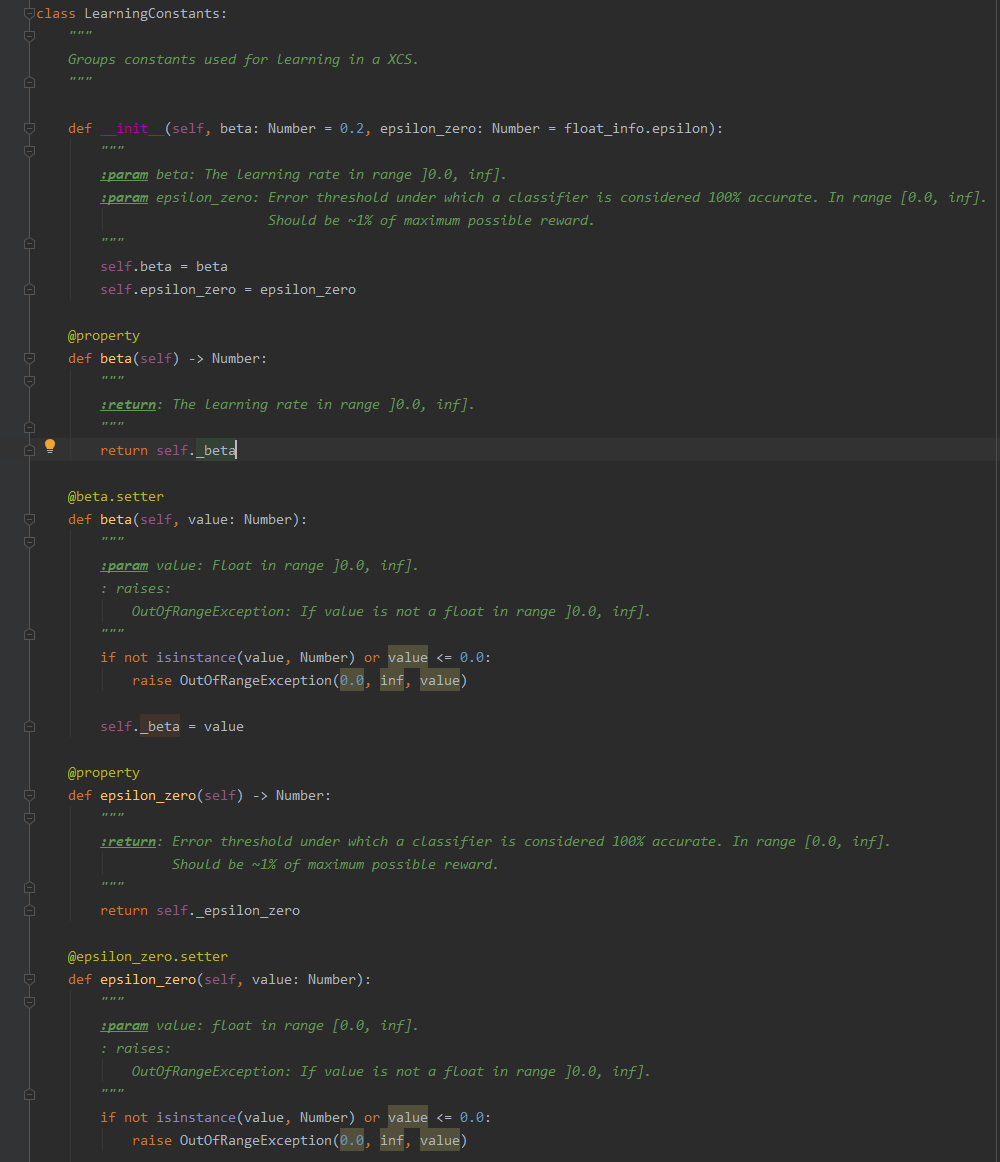 class LearningConstants:
    """
    Groups constants used for learning in a XCS.
    """
    def __init__(self, beta: Number = 0.2, epsilon_zero: Number = float_info.epsilon):
        """
        :param beta: The learning rate in range ]0.0, inf].
        :param epsilon_zero: Error threshold under which a classifier is considered 100% accurate. In range [0.0, inf].
                             Should be ~1% of maximum possible reward.
        """
        self.beta = beta
        self.epsilon_zero = epsilon_zero
    @property
    def beta(self) -> Number:
        """
        :return: The learning rate in range ]0.0, inf].
        """
        return self._beta
    @beta.setter
    def beta(self, value: Number):
        """
        :param value: Float in range ]0.0, inf].
        : raises:
            OutOfRangeException: If value is not a float in range ]0.0, inf].
        """
        if not isinstance(value, Number) or value <= 0.0:
            raise OutOfRangeException(0.0, inf, value)
        self._beta = value
    @property
    def epsilon_zero(self) -> Number:
        """
        :return: Error threshold under which a classifier is considered 100% accurate. In range [0.0, inf].
                 Should be ~1% of maximum possible reward.
        """
        return self._epsilon_zero
    @epsilon_zero.setter
    def epsilon_zero(self, value: Number):
        """
        :param value: float in range [0.0, inf].
        : raises:
            OutOfRangeException: If value is not a float in range ]0.0, inf].
        """
        if not isinstance(value, Number) or value <= 0.0:
            raise OutOfRangeException(0.0, inf, value)